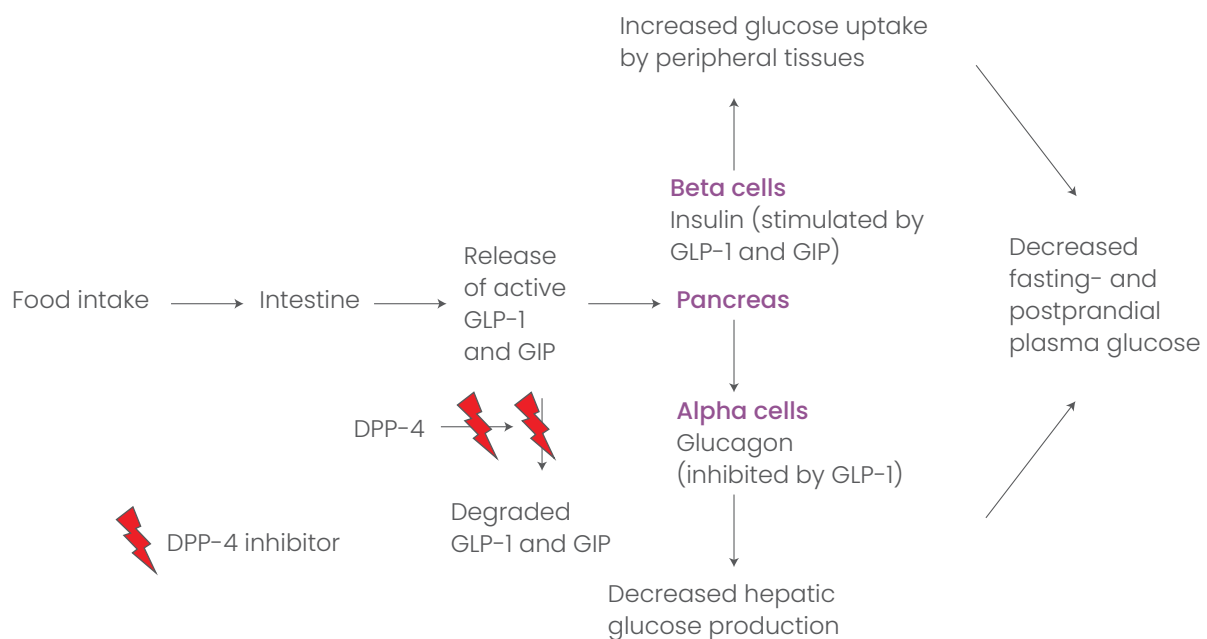 Increased glucose uptake
by peripheral tissues
Beta cells
Insulin (stimulated by
GLP-1 and GIP)
Food intake
Intestine
Release
of active
GLP-1
and GIP
Pancreas
Decreased
fasting- and
postprandial
plasma glucose
Alpha cells
Glucagon
(inhibited by GLP-1)
DPP-4
Degraded
GLP-1 and GIP
DPP-4 inhibitor
Decreased hepatic
glucose production